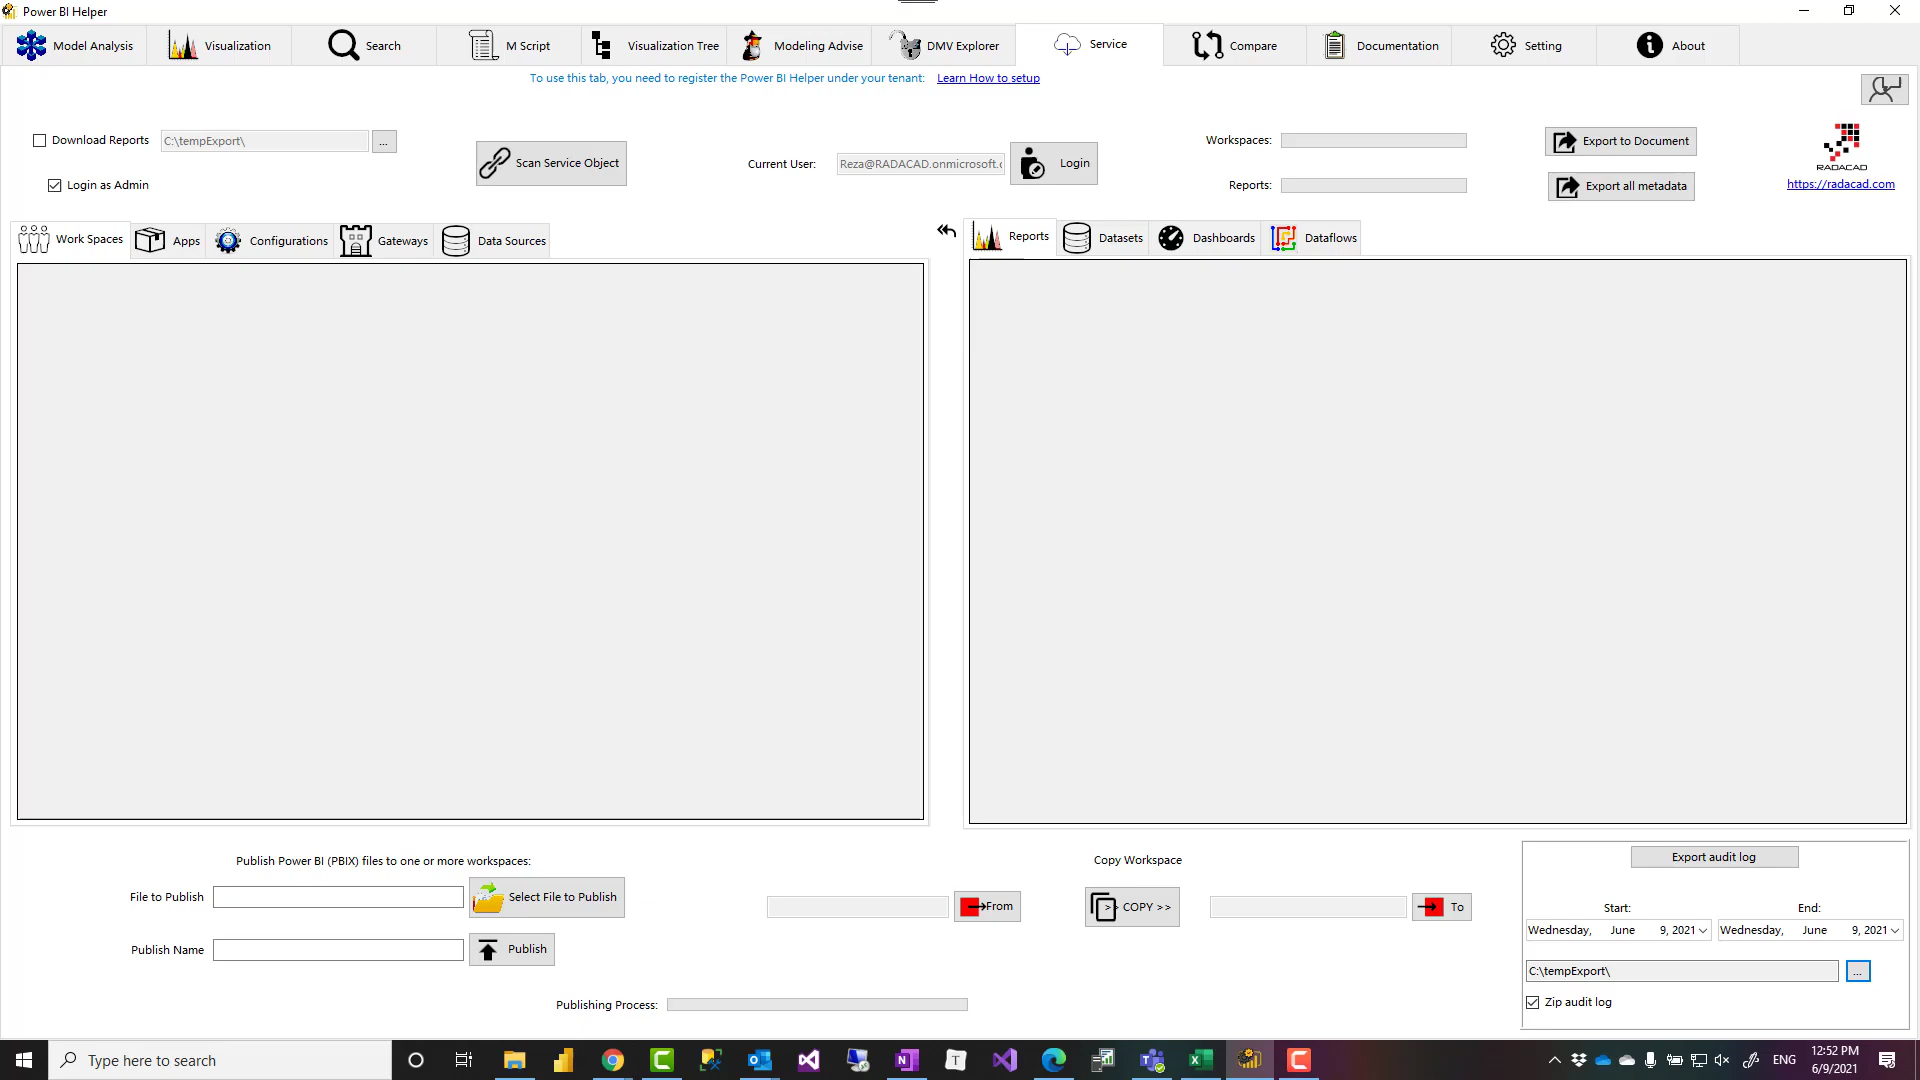 Power BI Helper
Model Analysis
Visualization
Search
M Script
Visualization Tree
Modeling Advise
DMV Explorer
Service
Compare
Documentation
Setting
About
To use this tab, you need to register the Power BI Helper under your tenant: Learn How to setup
Download Reports C:\tempExport\ ...
Login as Admin
Scan Service Object
Current User: Reza@RADACAD.onmicrosoft.c
Login
Workspaces:
Reports:
Export to Document
Export all metadata
RADACAD
https://radacad.com
Work Spaces
Apps
Configurations
Gateways
Data Sources
Reports
Datasets
Dashboards
Dataflows
Publish Power BI (PBIX) files to one or more workspaces:
File to Publish
Select File to Publish
Publish Name
Publish
Publishing Process:
Copy Workspace
From
>> COPY >>
To
Export audit log
Start:
End:
Wednesday, June 9, 2021
Wednesday, June 9, 2021
C:\tempExport\ ...
Zip audit log
Type here to search
ENG
12:52 PM
6/9/2021